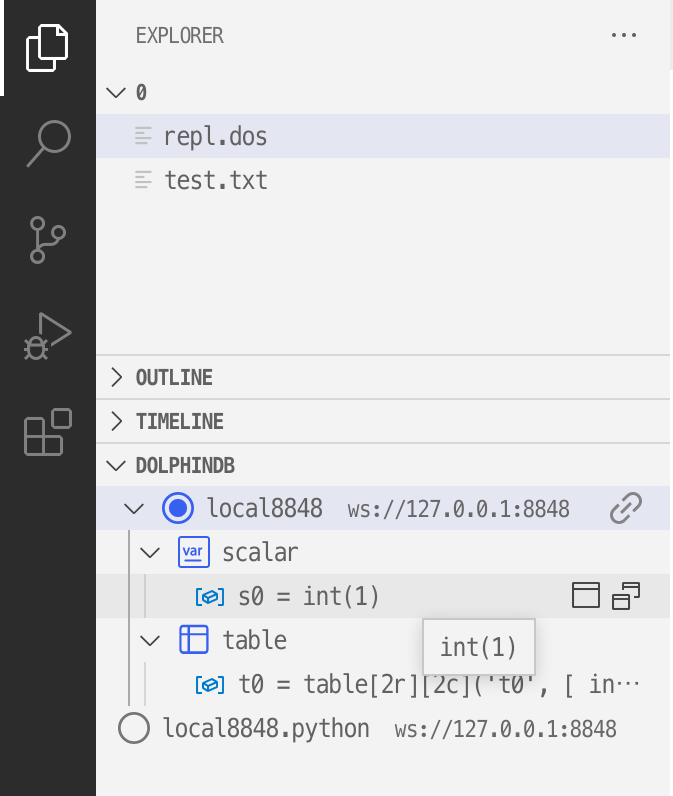 EXPLORER ...
0
repl.dos
test.txt
OUTLINE
TIMELINE
DOLPHINDB
local8848 ws://127.0.0.1:8848
var scalar
s0 = int(1)
table
int(1)
t0 = table[2r][2c]('t0', [ in…
local8848.python ws://127.0.0.1:8848